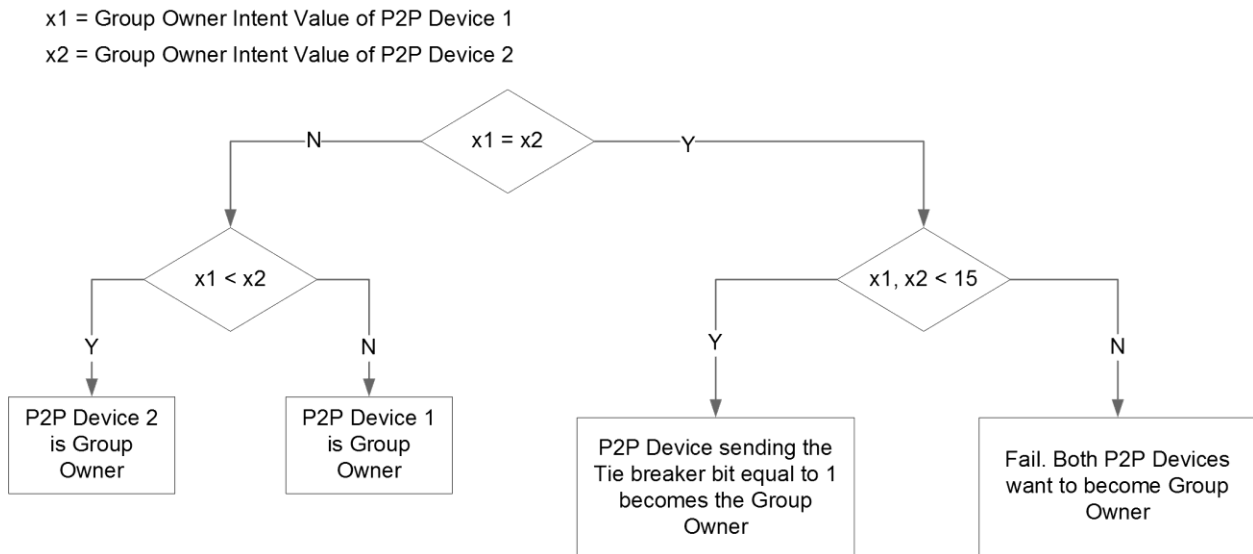 x1 = Group Owner Intent Value of P2P Device 1
x2 = Group Owner Intent Value of P2P Device 2
x1 = x2
N
Y
x1 < x2
x1, x2 < 15
Y
N
Y
N
P2P Device 2
is Group
Owner
P2P Device 1
is Group
Owner
P2P Device sending the
Tie breaker bit equal to 1
becomes the Group
Owner
Fail. Both P2P Devices
want to become Group
Owner